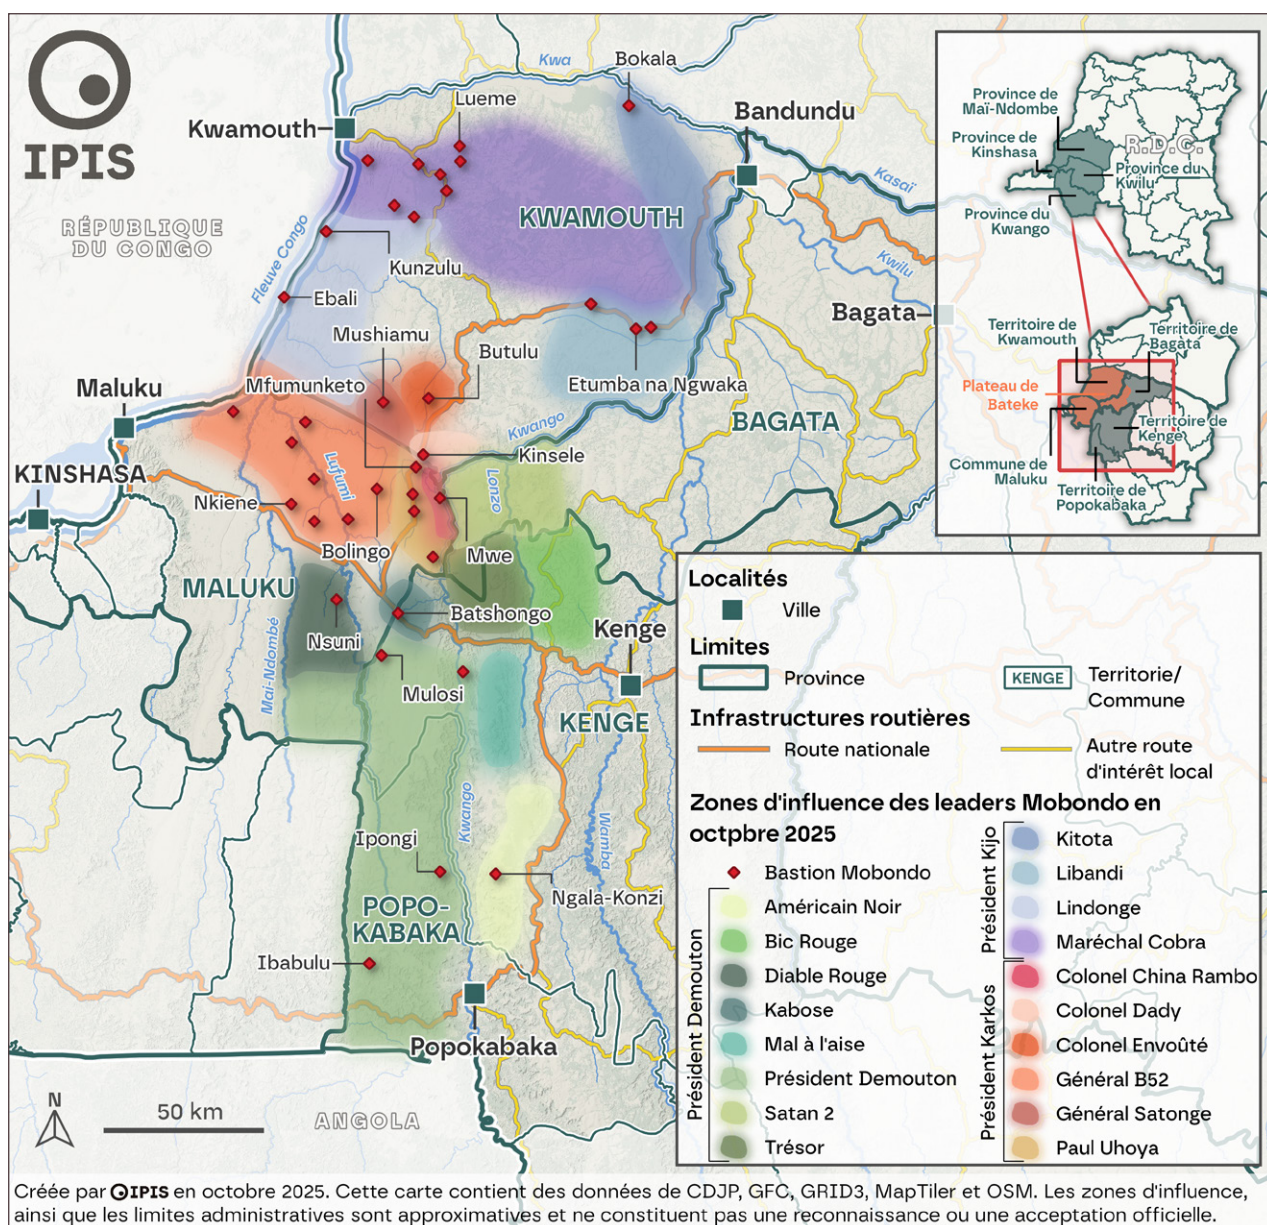 IPIS
RÉPUBLIQUE
DU CONGO
Kwamouth
Lueme
Kwa
Bokala
Bandundu
Kasaï
KWAMOUTH
Fleuve Congo
Kunzulu
Ebali
Mushiamu
Butulu
Mfumunketo
Etumba na Ngwaka
Kwilu
Bagata
Maluku
KINSHASA
Kwango
BAGATA
Kinsele
Lufumi
Lonzo
Nkiene
Bolingo
Mwe
MALUKU
Batshongo
Nsuni
Kenge
Mai-Ndombé
Mulosi
KENGE
Kwango
Wamba
Ipongi
Ngala-Konzi
POPO-
KABAKA
Ibabulu
Popokabaka
N
50 km
ANGOLA
Province de
Maï-Ndombe
Province de
Kinshasa
R.D.C.
Province du
Kwilu
Province du
Kwango
Territoire de
Kwamouth
Territoire de
Bagata
Plateau de
Bateke
Territoire de
Kenge
Commune de
Maluku
Territoire de
Popokabaka
Localités
Ville
Limites
Province
KENGE
Territorie/
Commune
Infrastructures routières
Route nationale
Autre route
d'intérêt local
Zones d'influence des leaders Mobondo en
octpbre 2025
Bastion Mobondo
Président Demouton
Américain Noir
Bic Rouge
Diable Rouge
Kabose
Mal à l'aise
Président Demouton
Satan 2
Trésor
Président Kijo
Kitota
Libandi
Lindonge
Maréchal Cobra
Président Karkos
Colonel China Rambo
Colonel Dady
Colonel Envoûté
Général B52
Général Satonge
Paul Uhoya
Créée par IPIS en octobre 2025. Cette carte contient des données de CDJP, GFC, GRID3, MapTiler et OSM. Les zones d'influence,
ainsi que les limites administratives sont approximatives et ne constituent pas une reconnaissance ou une acceptation officielle.